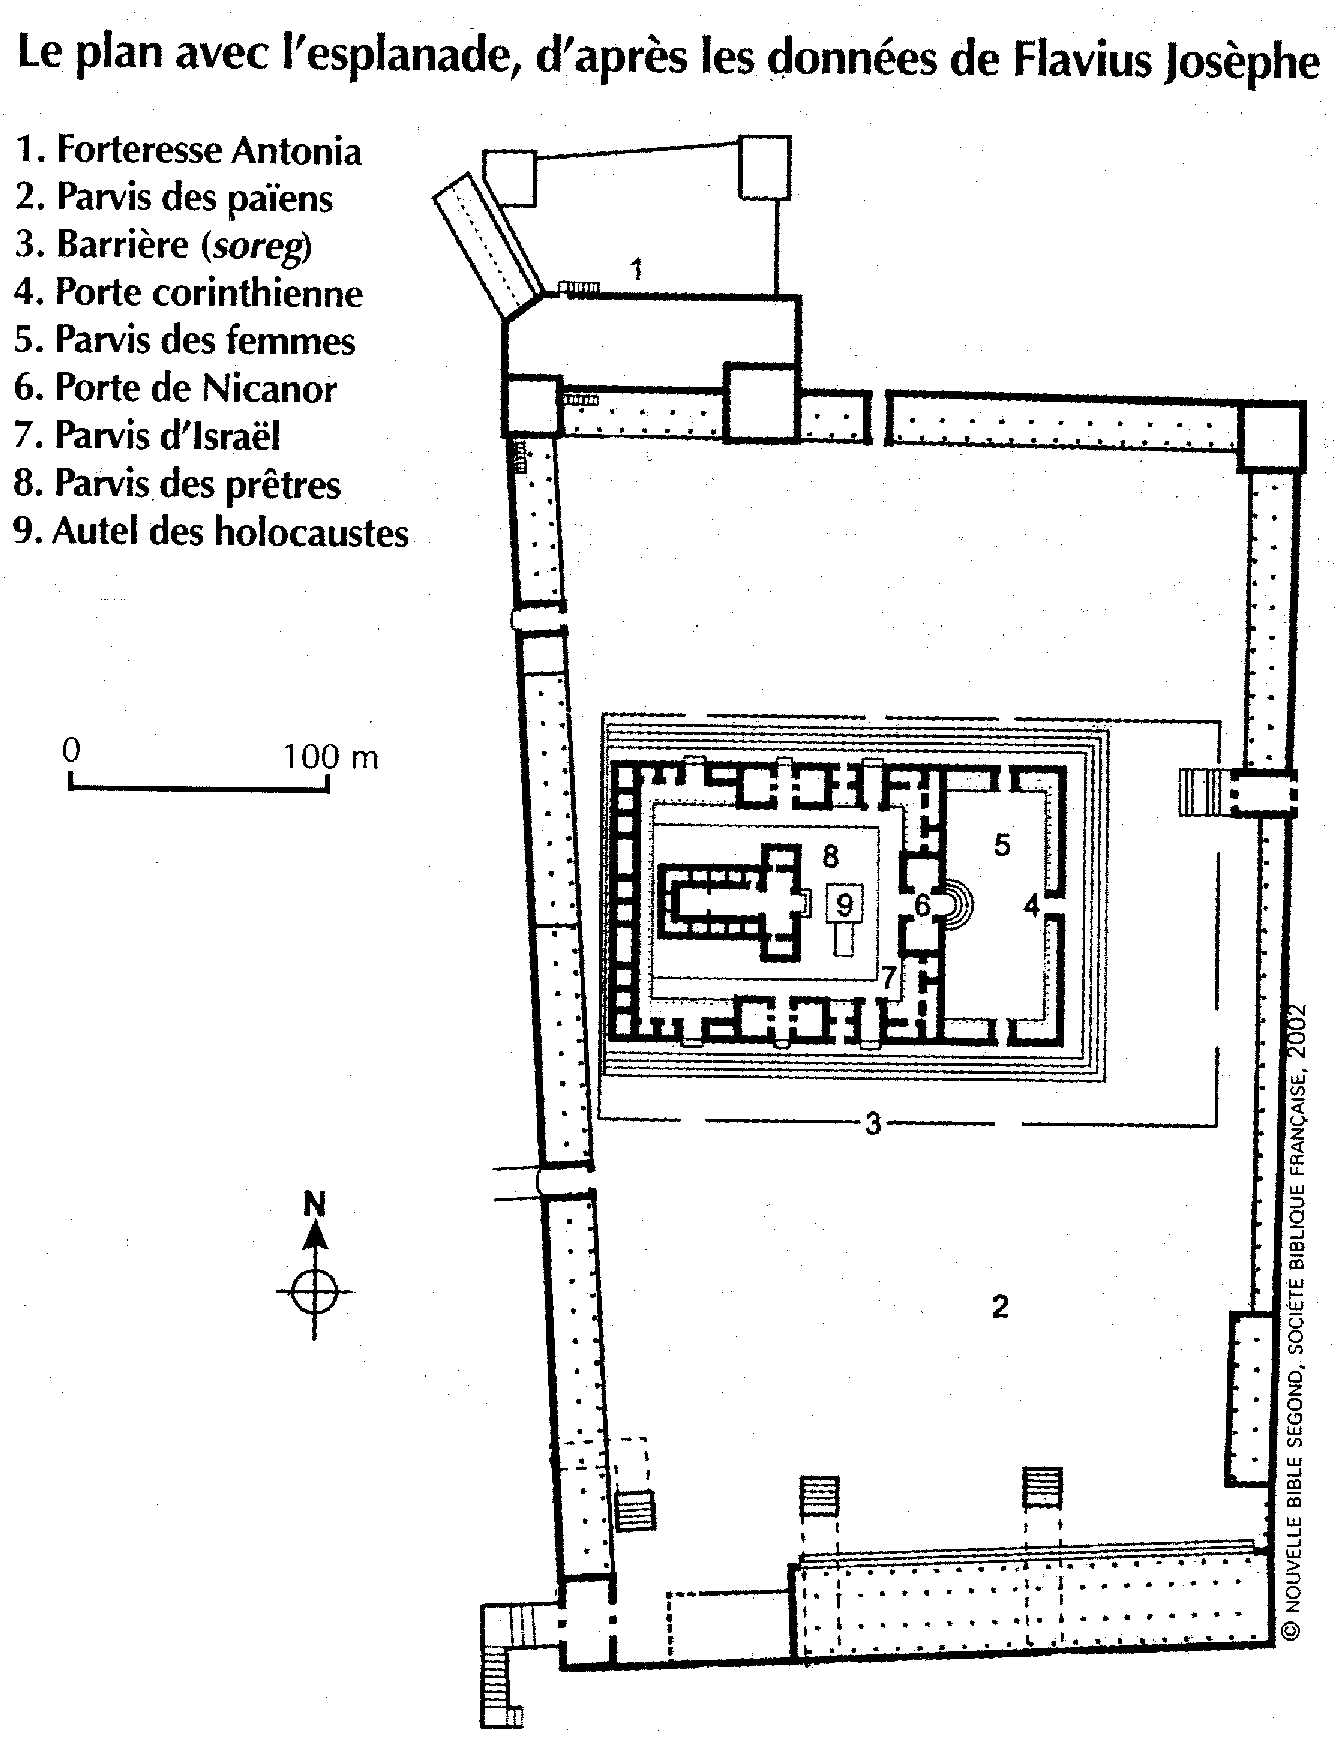 Le plan avec l'esplanade, d'après les données de Flavius Josèphe
1. Forteresse Antonia
2. Parvis des païens
3. Barrière (soreg)
4. Porte corinthienne
5. Parvis des femmes
6. Porte de Nicanor
7. Parvis d'Israël
8. Parvis des prêtres
9. Autel des holocaustes
1
0 100 m
8
5
9
6
4
7
3
N
2
© NOUVELLE BIBLE SEGOND, SOCIÉTÉ BIBLIQUE FRANÇAISE, 2002